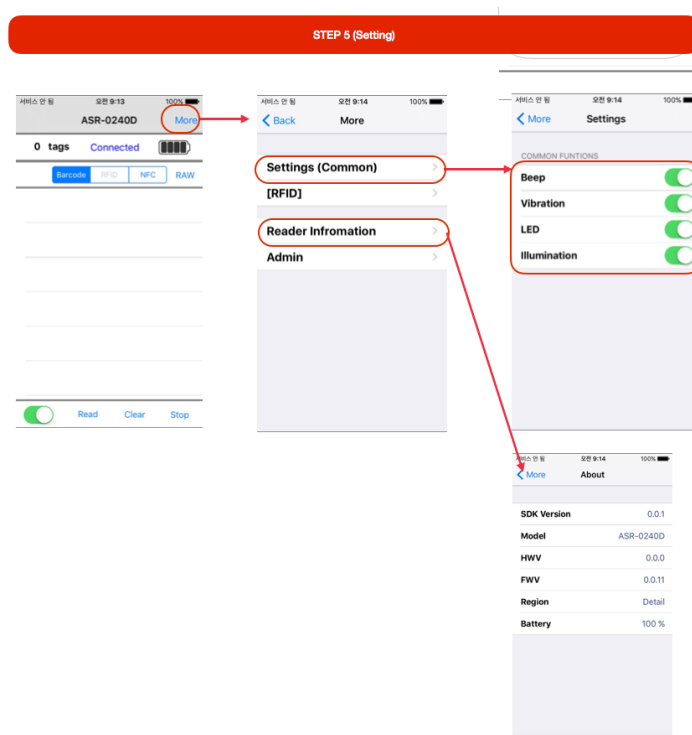 STEP 5 (Setting)
서비스 안 됨 오전 9:13 100%
ASR-0240D More
0 tags Connected
Barcode RFID NFC RAW
Read Clear Stop
서비스 안 됨 오전 9:14 100%
Back More
Settings (Common)
[RFID]
Reader Infromation
Admin
서비스 안 됨 오전 9:14 100%
More Settings
COMMON FUNTIONS
Beep
Vibration
LED
Illumination
서비스 안 됨 오전 9:14 100%
More About
SDK Version 0.0.1
Model ASR-0240D
HWV 0.0.0
FWV 0.0.11
Region Detail
Battery 100 %